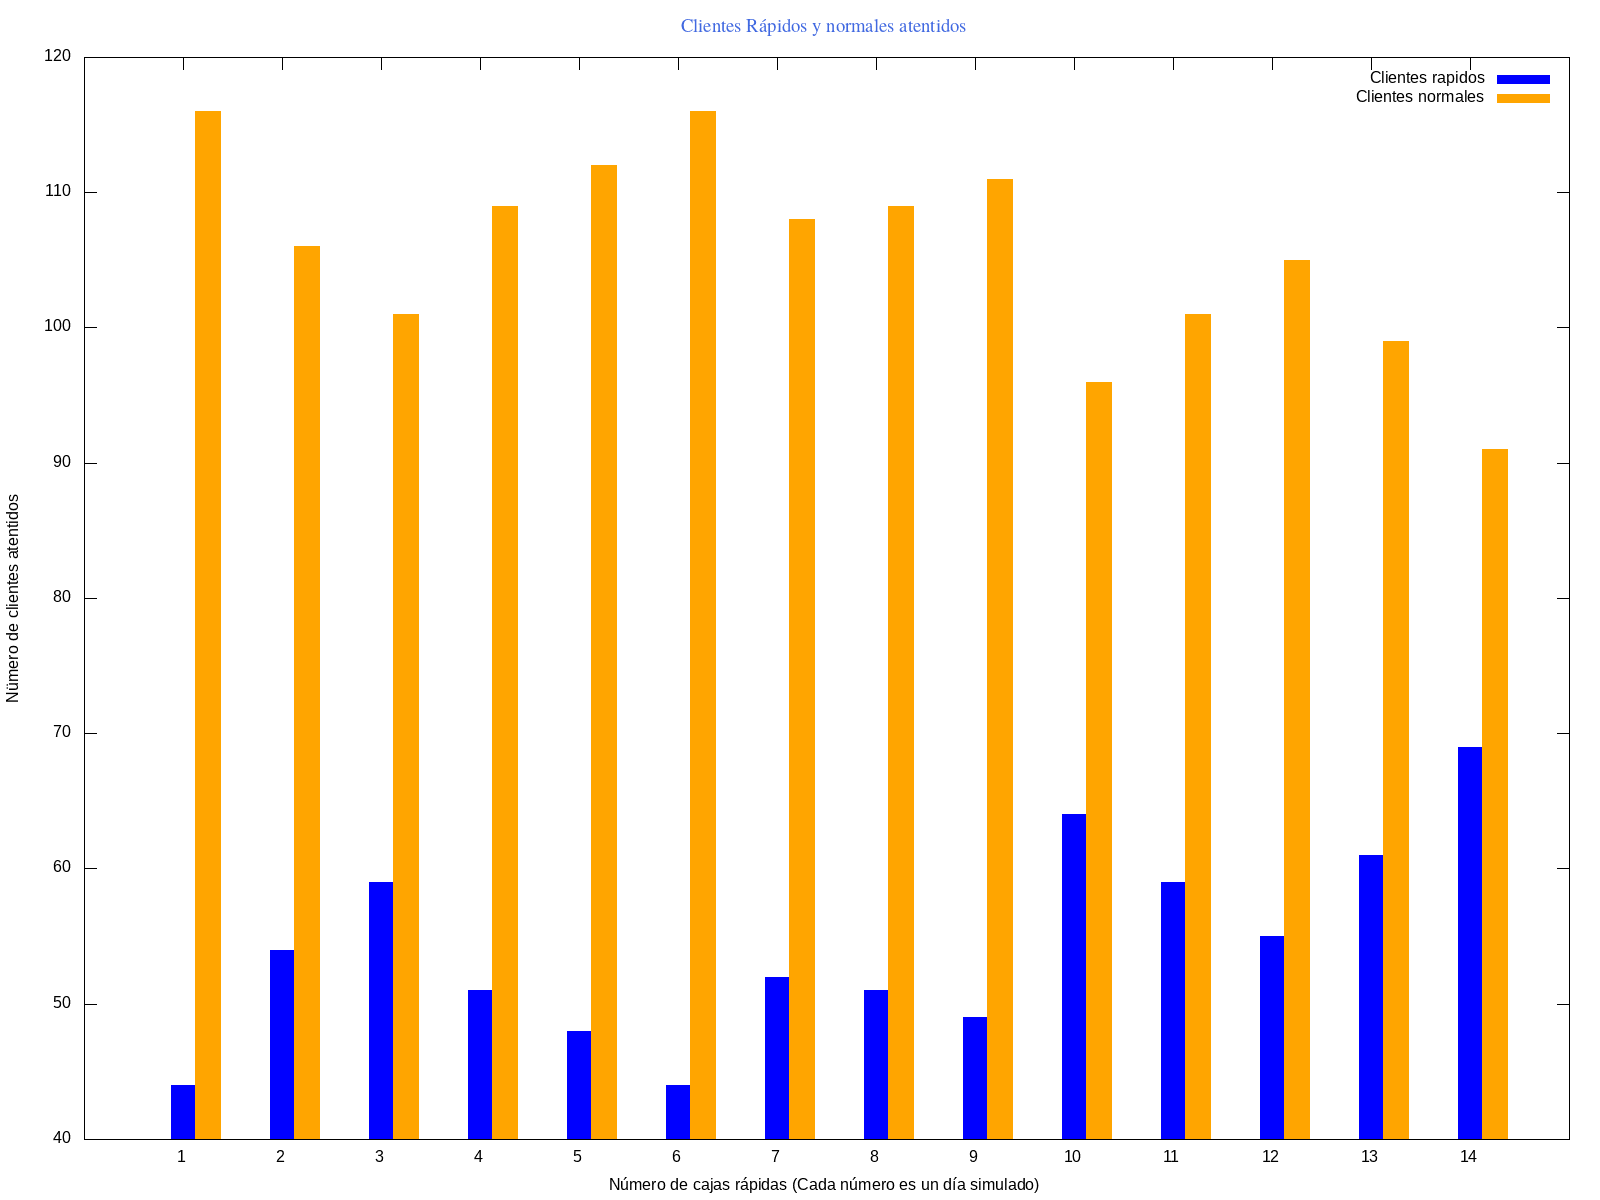 Clientes Rápidos y normales atentidos
Clientes rapidos
Clientes normales
120
110
100
90
80
70
60
50
40
Número de clientes atentidos
1 2 3 4 5 6 7 8 9 10 11 12 13 14
Número de cajas rápidas (Cada número es un día simulado)